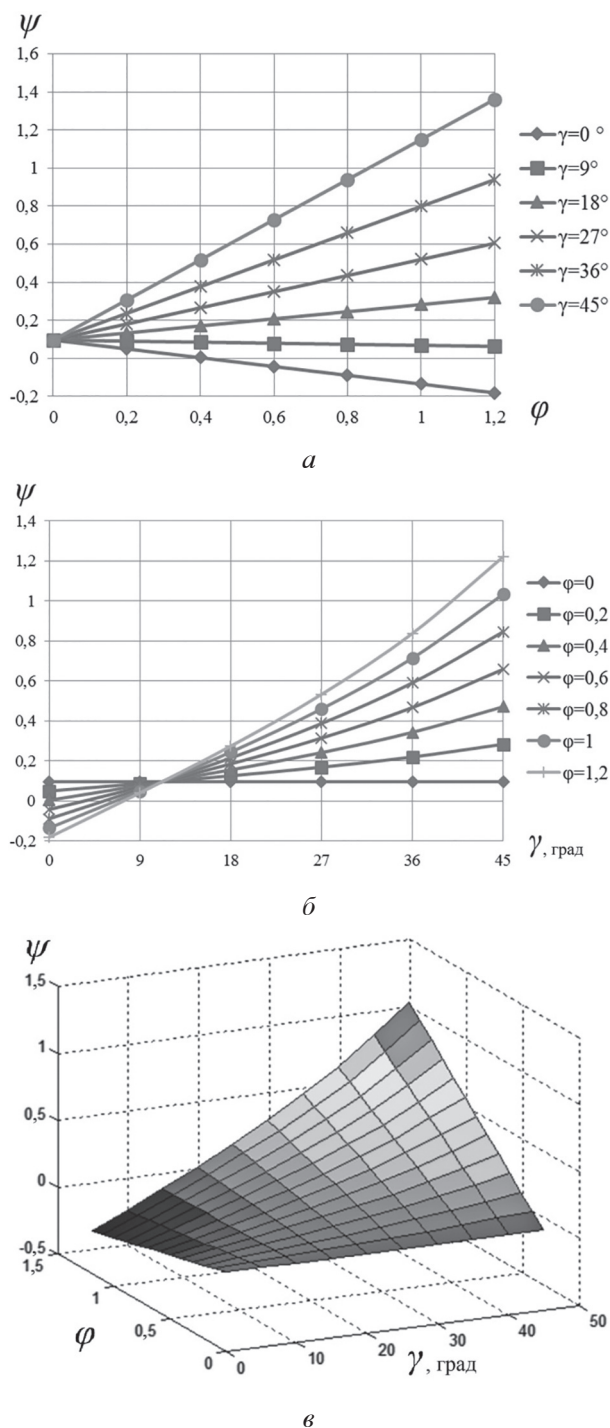 ψ
1,6
1,4
1,2
1
0,8
0,6
0,4
0,2
0
-0,2
0 0,2 0,4 0,6 0,8 1 1,2
φ
γ=0 °
γ=9°
γ=18°
γ=27°
γ=36°
γ=45°
а
ψ
1,4
1,2
1
0,8
0,6
0,4
0,2
0
-0,2
0 9 18 27 36 45
γ, град
φ=0
φ=0,2
φ=0,4
φ=0,6
φ=0,8
φ=1
φ=1,2
б
ψ
1,5
1
0,5
0
-0,5
1,5
1
0,5
0
φ
0 10 20 30 40 50
γ, град
в